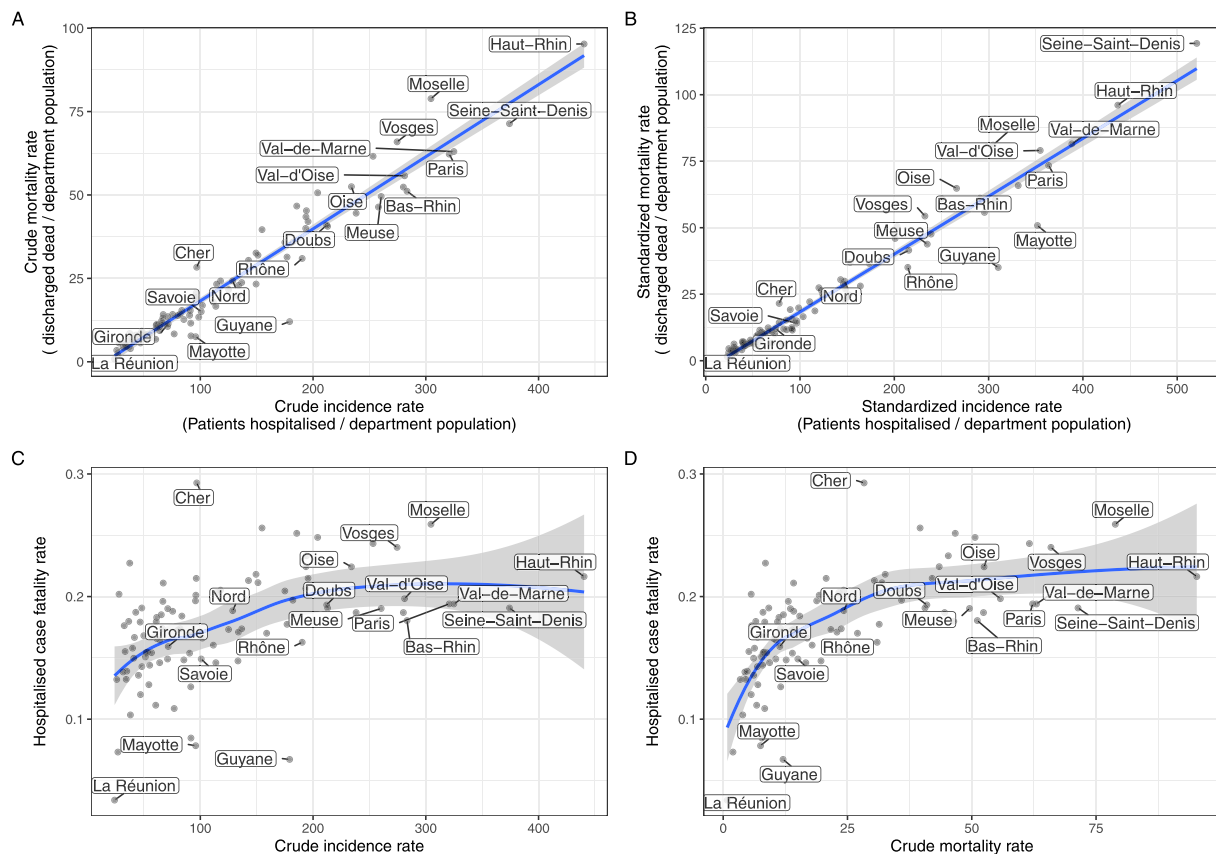 A
Crude mortality rate
( discharged dead / department population)
100
75
50
25
0
Haut−Rhin
Moselle
Seine−Saint−Denis
Vosges
Val−de−Marne
Paris
Val−d'Oise
Oise
Bas−Rhin
Meuse
Doubs
Cher
Rhône
Savoie
Nord
Guyane
Gironde
Mayotte
La Réunion
100
200
300
400
Crude incidence rate
(Patients hospitalised / department population)
B
Standardized mortality rate
( discharged dead / department population)
125
100
75
50
25
0
Seine−Saint−Denis
Haut−Rhin
Moselle
Val−de−Marne
Val−d'Oise
Oise
Paris
Vosges
Bas−Rhin
Meuse
Mayotte
Doubs
Guyane
Rhône
Cher
Nord
Savoie
Gironde
La Réunion
0
100
200
300
400
500
Standardized incidence rate
(Patients hospitalised / department population)
C
Hospitalised case fatality rate
0.3
0.2
0.1
Cher
Moselle
Vosges
Oise
Haut−Rhin
Nord
Doubs
Val−d'Oise
Val−de−Marne
Meuse
Paris
Seine−Saint−Denis
Gironde
Rhône
Bas−Rhin
Savoie
Mayotte
Guyane
La Réunion
100
200
300
400
Crude incidence rate
D
Hospitalised case fatality rate
0.3
0.2
0.1
Cher
Moselle
Oise
Vosges
Haut−Rhin
Nord
Doubs
Val−d'Oise
Val−de−Marne
Meuse
Paris
Seine−Saint−Denis
Gironde
Rhône
Bas−Rhin
Savoie
Mayotte
Guyane
La Réunion
0
25
50
75
Crude mortality rate